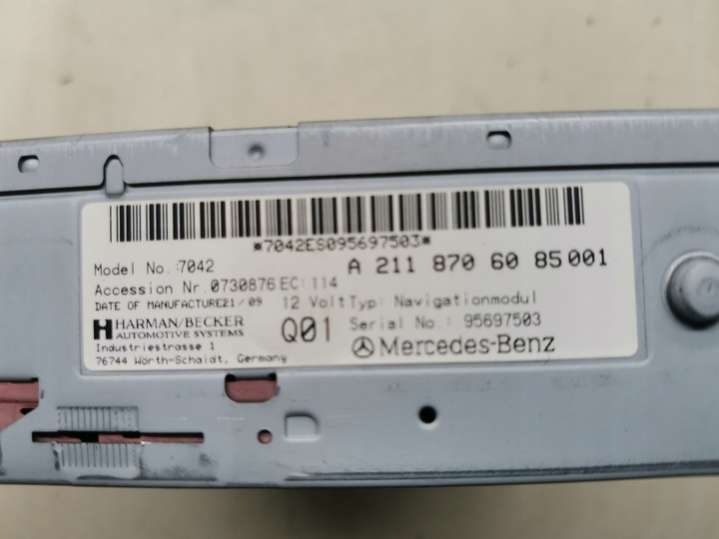 *7042ES095697503*
Model No. :7042
A 211 870 60 85 001
Accession Nr. 0730876 EC: 114
DATE OF MANUFACTURE21/09
12 Volt Typ: Navigationmodul
HARMAN/BECKER
AUTOMOTIVE SYSTEMS
Q01
Serial No.: 95697503
Industriestrasse 1
76744 Wörth-Schaidt, Germany
Mercedes-Benz